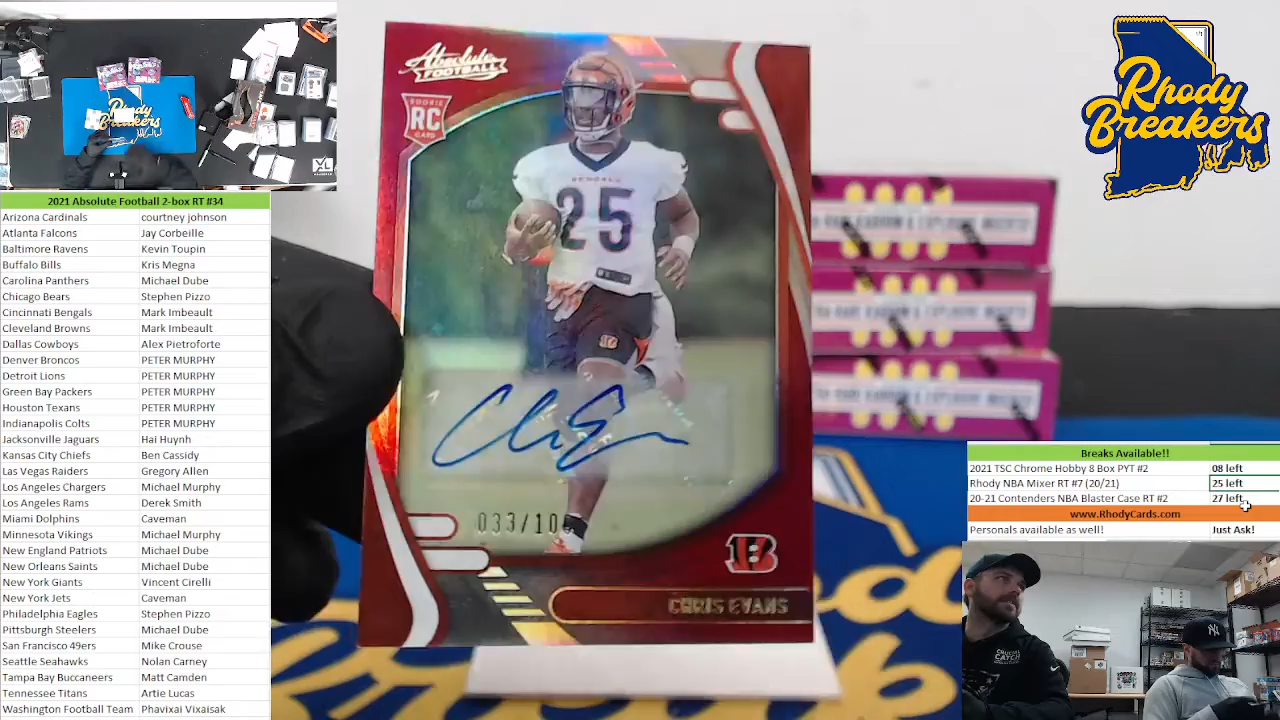 2021 Absolute Football 2-box RT #34
Arizona Cardinals courtney johnson
Atlanta Falcons Jay Corbeille
Baltimore Ravens Kevin Toupin
Buffalo Bills Kris Megna
Carolina Panthers Michael Dube
Chicago Bears Stephen Pizzo
Cincinnati Bengals Mark Imbeault
Cleveland Browns Mark Imbeault
Dallas Cowboys Alex Pietroforte
Denver Broncos PETER MURPHY
Detroit Lions PETER MURPHY
Green Bay Packers PETER MURPHY
Houston Texans PETER MURPHY
Indianapolis Colts PETER MURPHY
Jacksonville Jaguars Hai Huynh
Kansas City Chiefs Ben Cassidy
Las Vegas Raiders Gregory Allen
Los Angeles Chargers Michael Murphy
Los Angeles Rams Derek Smith
Miami Dolphins Caveman
Minnesota Vikings Michael Murphy
New England Patriots Michael Dube
New Orleans Saints Michael Dube
New York Giants Vincent Cirelli
New York Jets Caveman
Philadelphia Eagles Stephen Pizzo
Pittsburgh Steelers Michael Dube
San Francisco 49ers Mike Crouse
Seattle Seahawks Nolan Carney
Tampa Bay Buccaneers Matt Camden
Tennessee Titans Artie Lucas
Washington Football Team Phavixai Vixaisak
Rhody
Breakers
XL
Absolute
FOOTBALL
ROOKIE
RC
CARD
BENGALS
25
B
033/10
B
CHRIS EVANS
Rhody
Breakers
Breaks Available!!
2021 TSC Chrome Hobby 8 Box PYT #2 08 left
Rhody NBA Mixer RT #7 (20/21) 25 left
20-21 Contenders NBA Blaster Case RT #2 27 left
www.RhodyCards.com
Personals available as well! Just Ask!
CRUCIAL
CATCH
NY